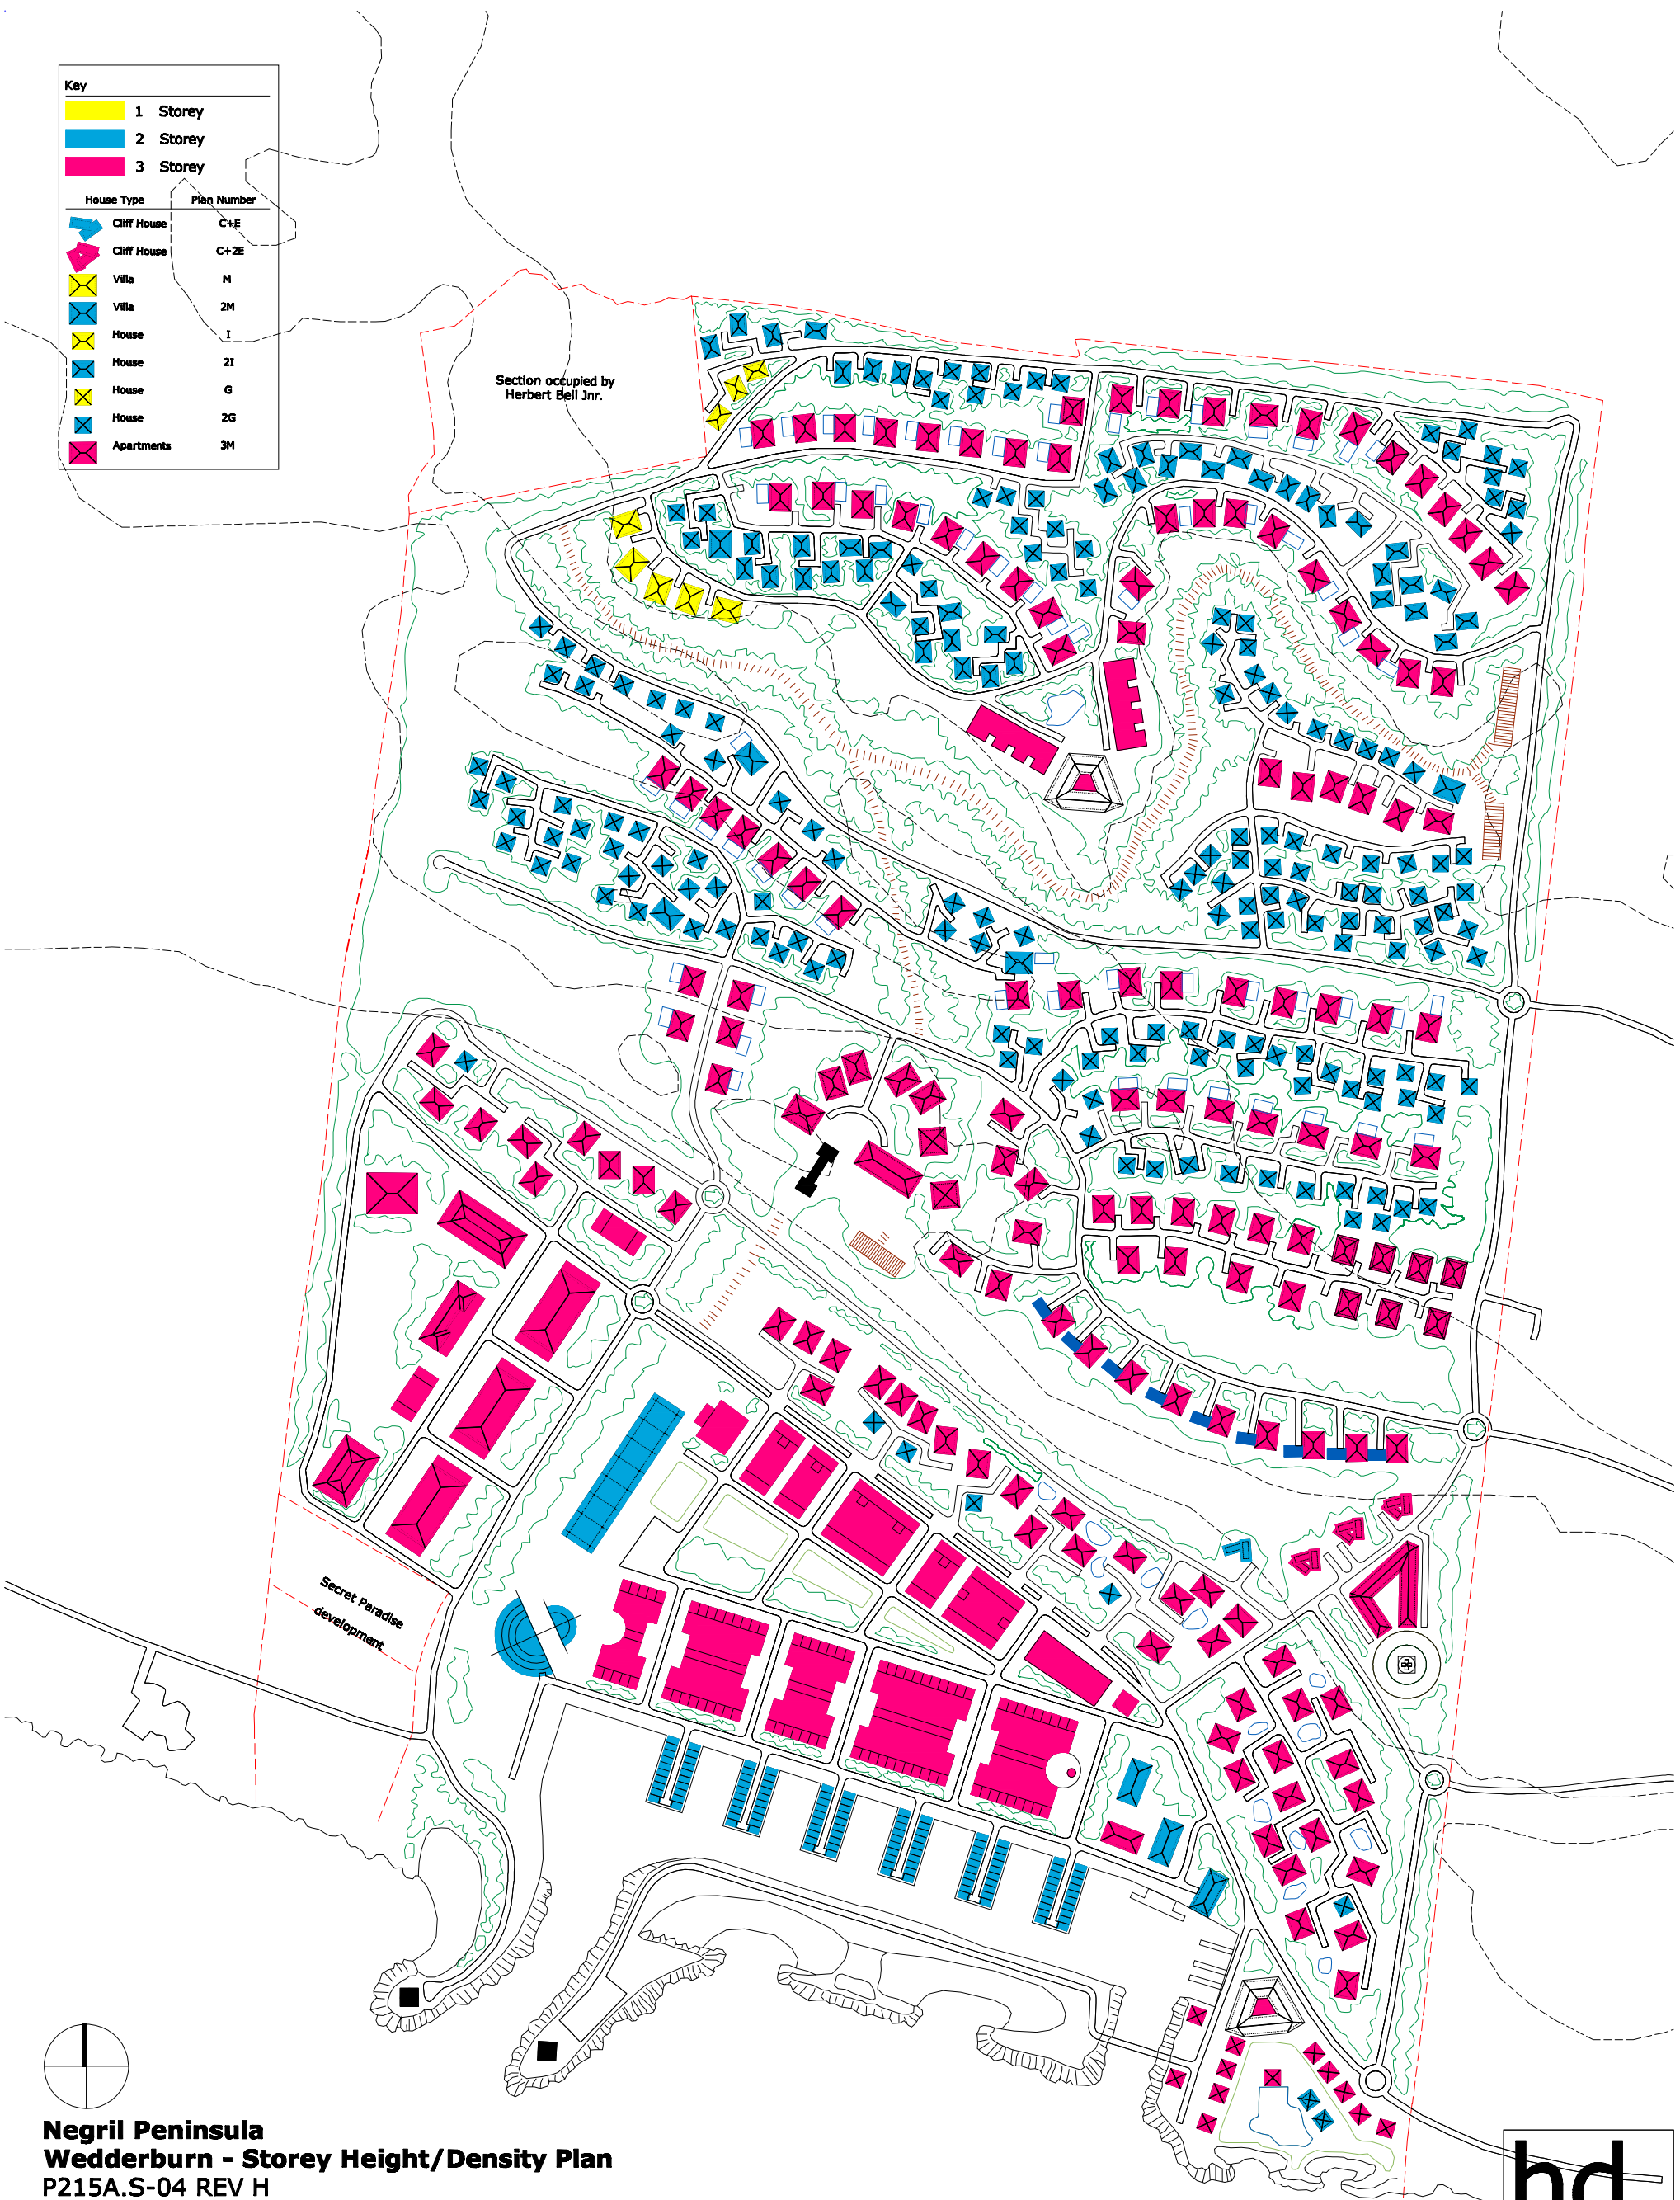 Key
1 Storey
2 Storey
3 Storey
House Type Plan Number
Cliff House C+E
Cliff House C+2E
Villa M
Villa 2M
House I
House 2I
House G
House 2G
Apartments 3M
Section occupied by
Herbert Bell Jnr.
Secret Paradise
development
Negril Peninsula
Wedderburn - Storey Height/Density Plan
P215A.S-04 REV H
hd